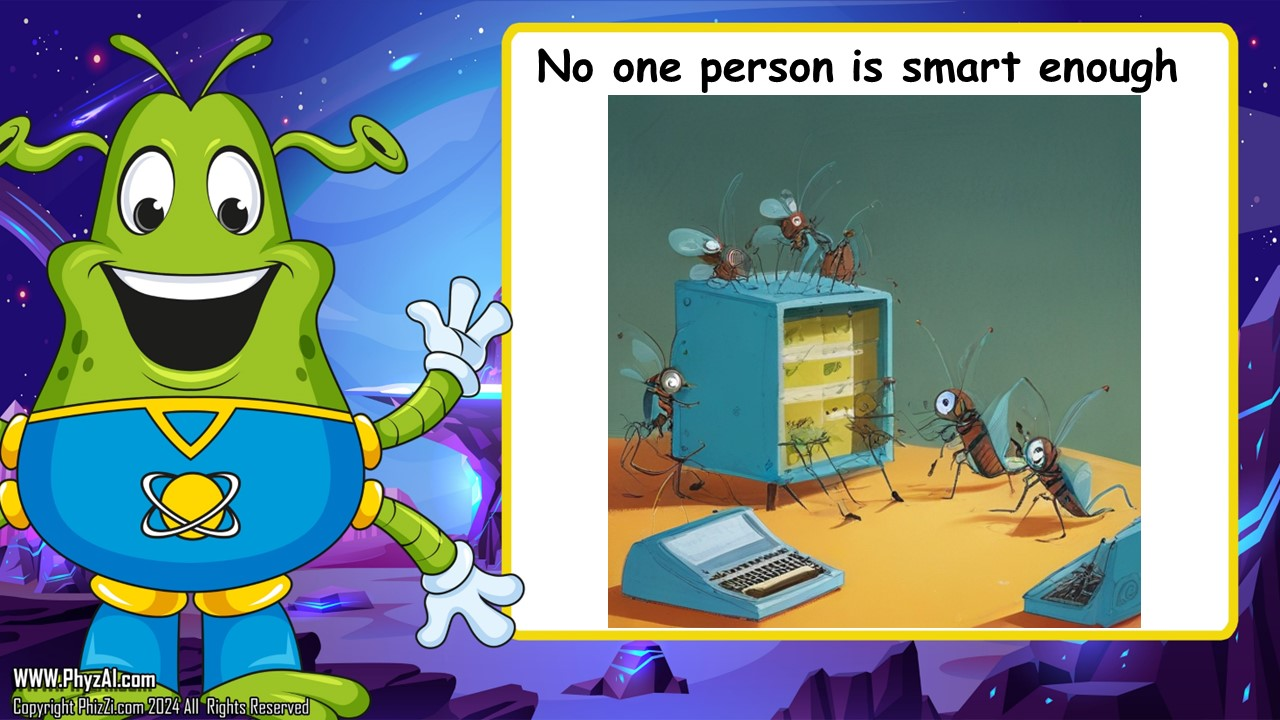 No one person is smart enough
WWW.PhyzAI.com
Copyright PhizZi.com 2024 All Rights Reserved